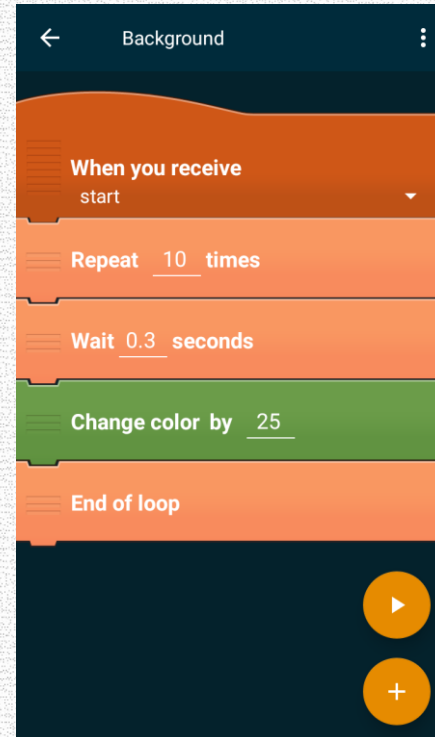 Background
When you receive
start
Repeat 10 times
Wait 0.3 seconds
Change color by 25
End of loop